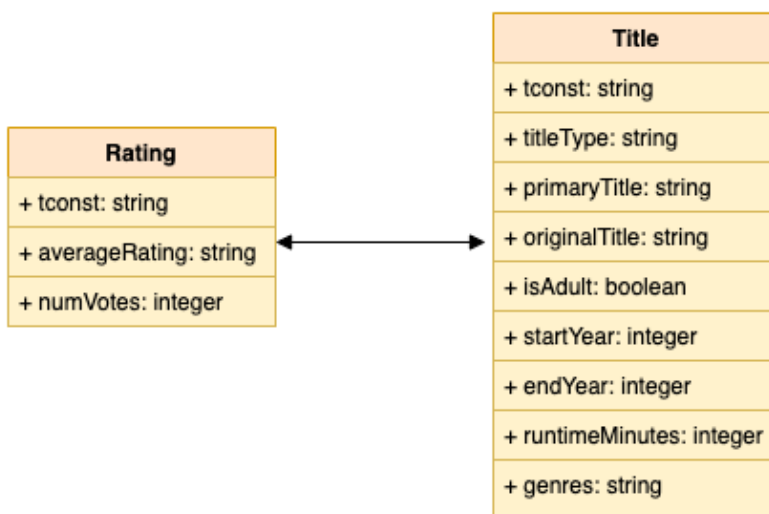 Rating
+ tconst: string
+ averageRating: string
+ numVotes: integer
Title
+ tconst: string
+ titleType: string
+ primaryTitle: string
+ originalTitle: string
+ isAdult: boolean
+ startYear: integer
+ endYear: integer
+ runtimeMinutes: integer
+ genres: string